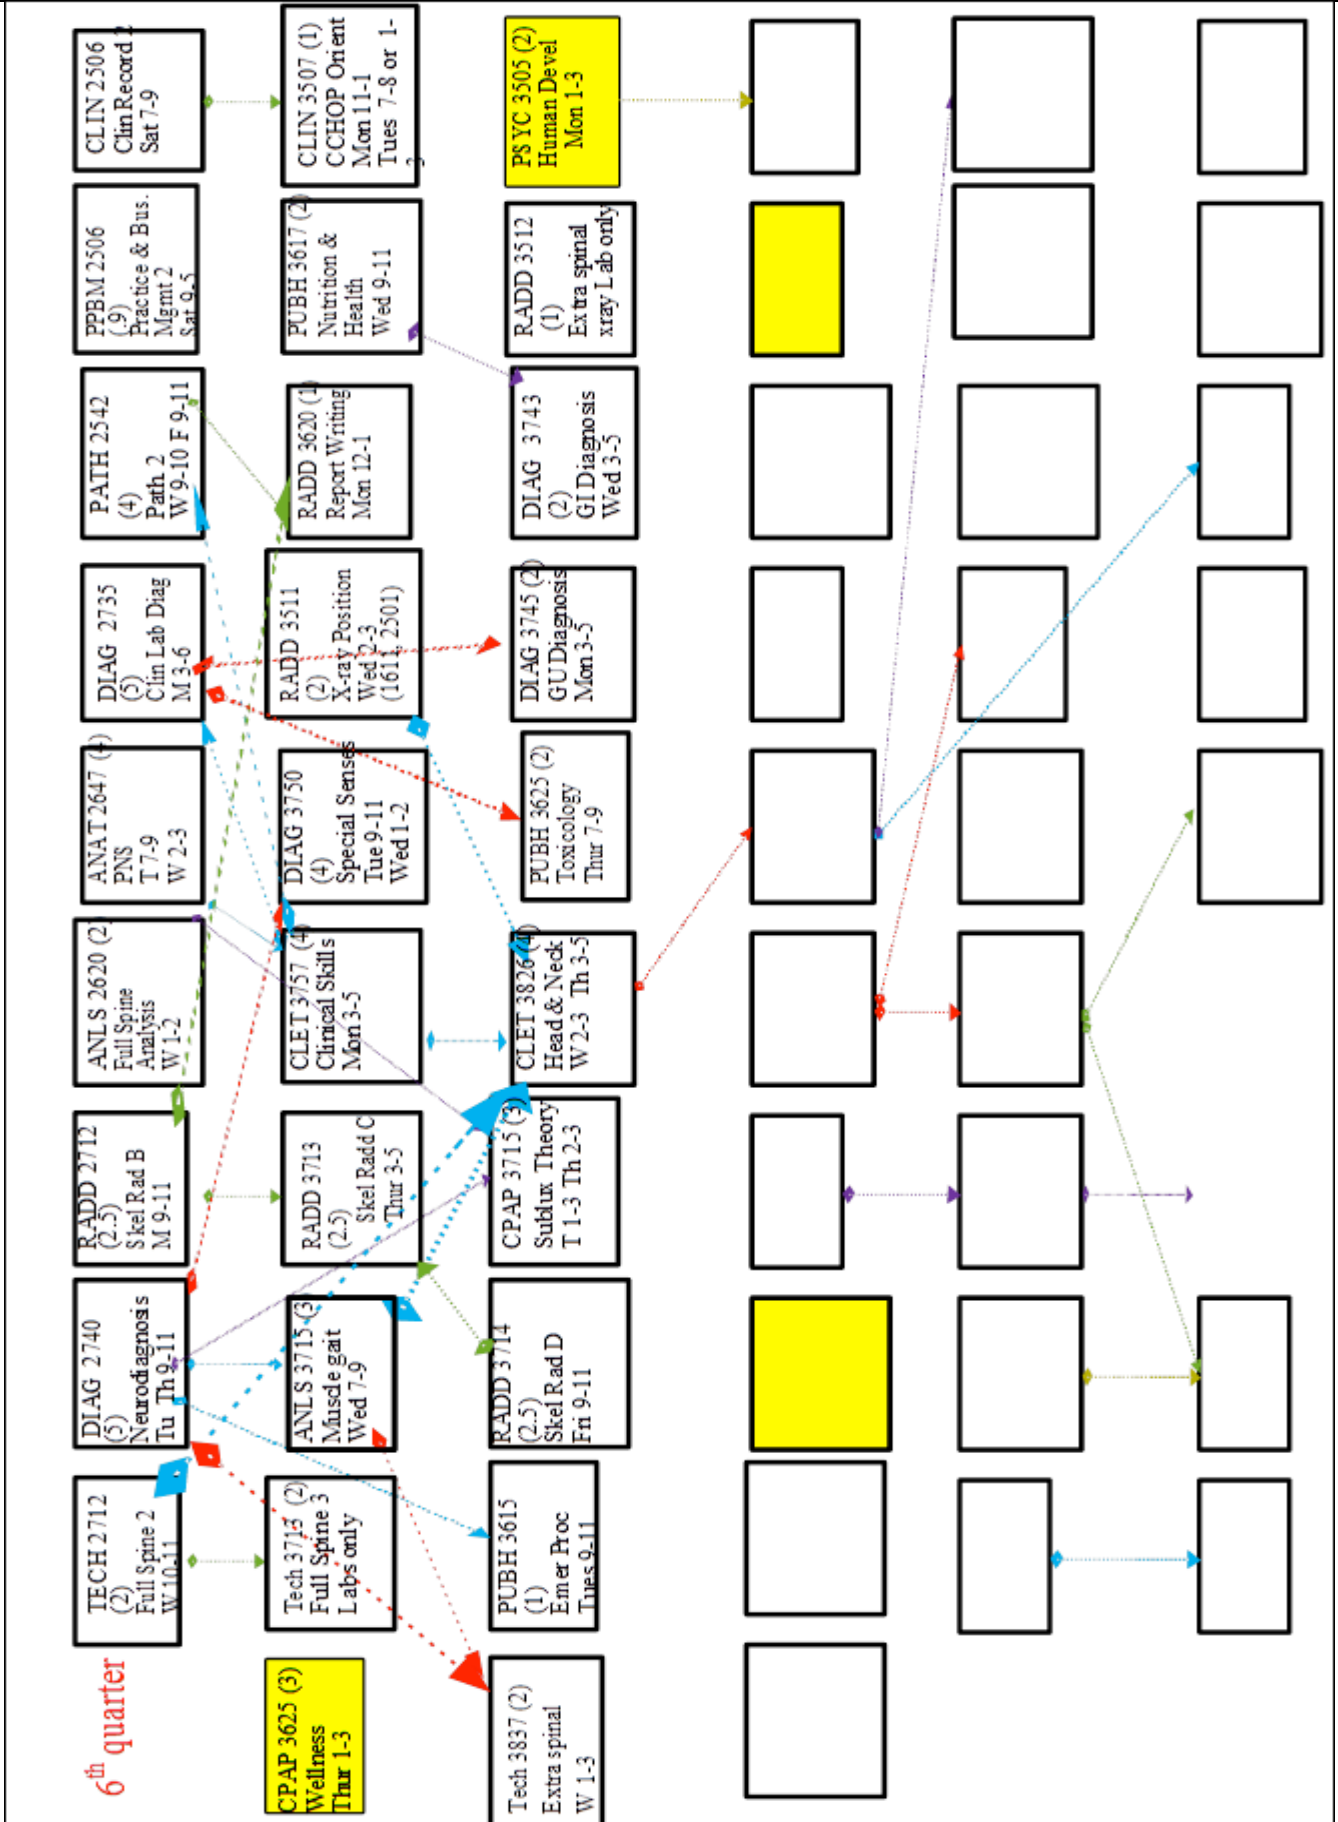 6th quarter
TECH 2712
(2)
Full Spine 2
W 10-11
DIAG 2740
(5)
Neurodiagnosis
Tu Th 9-11
RADD 2712
(2.5)
Skel Rad B
M 9-11
ANLS 2620 (2)
Full Spine
Analysis
W 1-2
ANAT 2647 (4)
PNS
T 7-9
W 2-3
DIAG 2735
(5)
Clin Lab Diag
M 3-6
PATH 2542
(4)
Path 2
W 9-10 F 9-11
PPBM 2506
(.9)
Practice & Bus.
Mgmt 2
Sat 9-5
CLIN 2506
Clin Record 2
Sat 7-9
CPAP 3625 (3)
Wellness
Thur 1-3
Tech 3713 (2)
Full Spine 3
Labs only
ANLS 3715 (3)
Muscle gait
Wed 7-9
RADD 3713
(2.5)
Skel Radd C
Thur 3-5
CLET 3757 (4)
Clinical Skills
Mon 3-5
DIAG 3750
(4)
Special Senses
Tue 9-11
Wed 1-2
RADD 3511
(2)
X-ray Position
Wed 2-3
(1611, 2501)
RADD 3620 (1)
Report Writing
Mon 12-1
PUBH 3617 (2)
Nutrition &
Health
Wed 9-11
CLIN 3507 (1)
CCHOP Orient
Mon 11-1
Tues 7-8 or 1-
3
Tech 3837 (2)
Extra spinal
W 1-3
PUBH 3615
(1)
Emer Proc
Tues 9-11
RADD 3714
(2.5)
Skel Rad D
Fri 9-11
CPAP 3715 (3)
Sublux Theory
T 1-3 Th 2-3
CLET 3826 (4)
Head & Neck
W 2-3 Th 3-5
PUBH 3625 (2)
Toxicology
Thur 7-9
DIAG 3745 (2)
GU Diagnosis
Mon 3-5
DIAG 3743
(2)
GI Diagnosis
Wed 3-5
RADD 3512
(1)
Extra spinal
xray Lab only
PSYC 3505 (2)
Human Devel
Mon 1-3